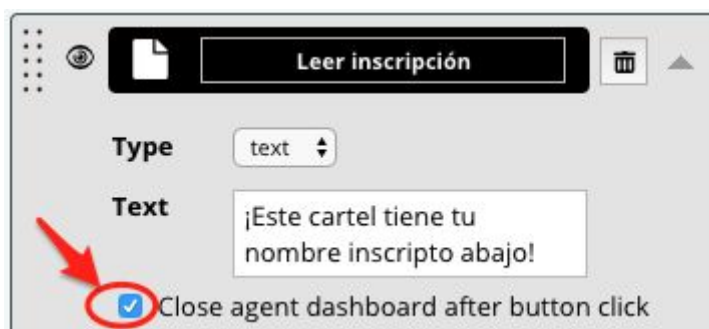 Leer inscripción
Type
text
Text
¡Este cartel tiene tu
nombre inscripto abajo!
Close agent dashboard after button click